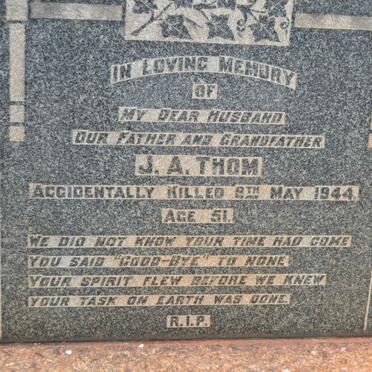 IN LOVING MEMORY
OF
MY DEAR HUSBAND
OUR FATHER AND GRANDFATHER
J. A. THOM
ACCIDENTALLY KILLED 8TH MAY 1944
AGE 51.
WE DID NOT KNOW YOUR TIME HAD COME
YOU SAID "GOOD-BYE" TO NONE
YOUR SPIRIT FLEW BEFORE WE KNEW
YOUR TASK ON EARTH WAS DONE.
R.I.P.